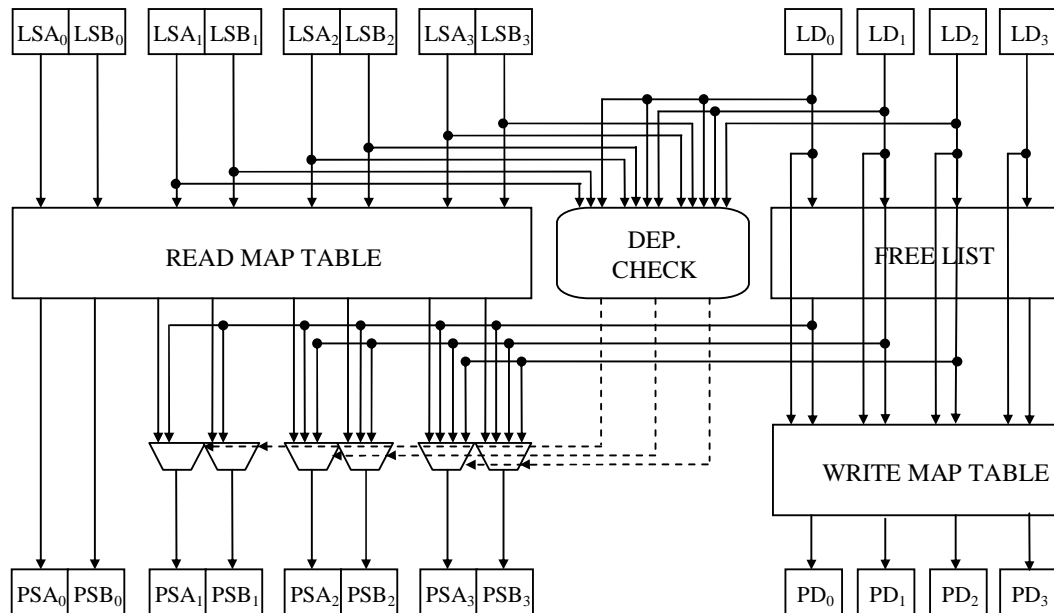 LSA₀ LSB₀ LSA₁ LSB₁ LSA₂ LSB₂ LSA₃ LSB₃ LD₀ LD₁ LD₂ LD₃
READ MAP TABLE
DEP.
CHECK
FREE LIST
WRITE MAP TABLE
PSA₀ PSB₀ PSA₁ PSB₁ PSA₂ PSB₂ PSA₃ PSB₃ PD₀ PD₁ PD₂ PD₃